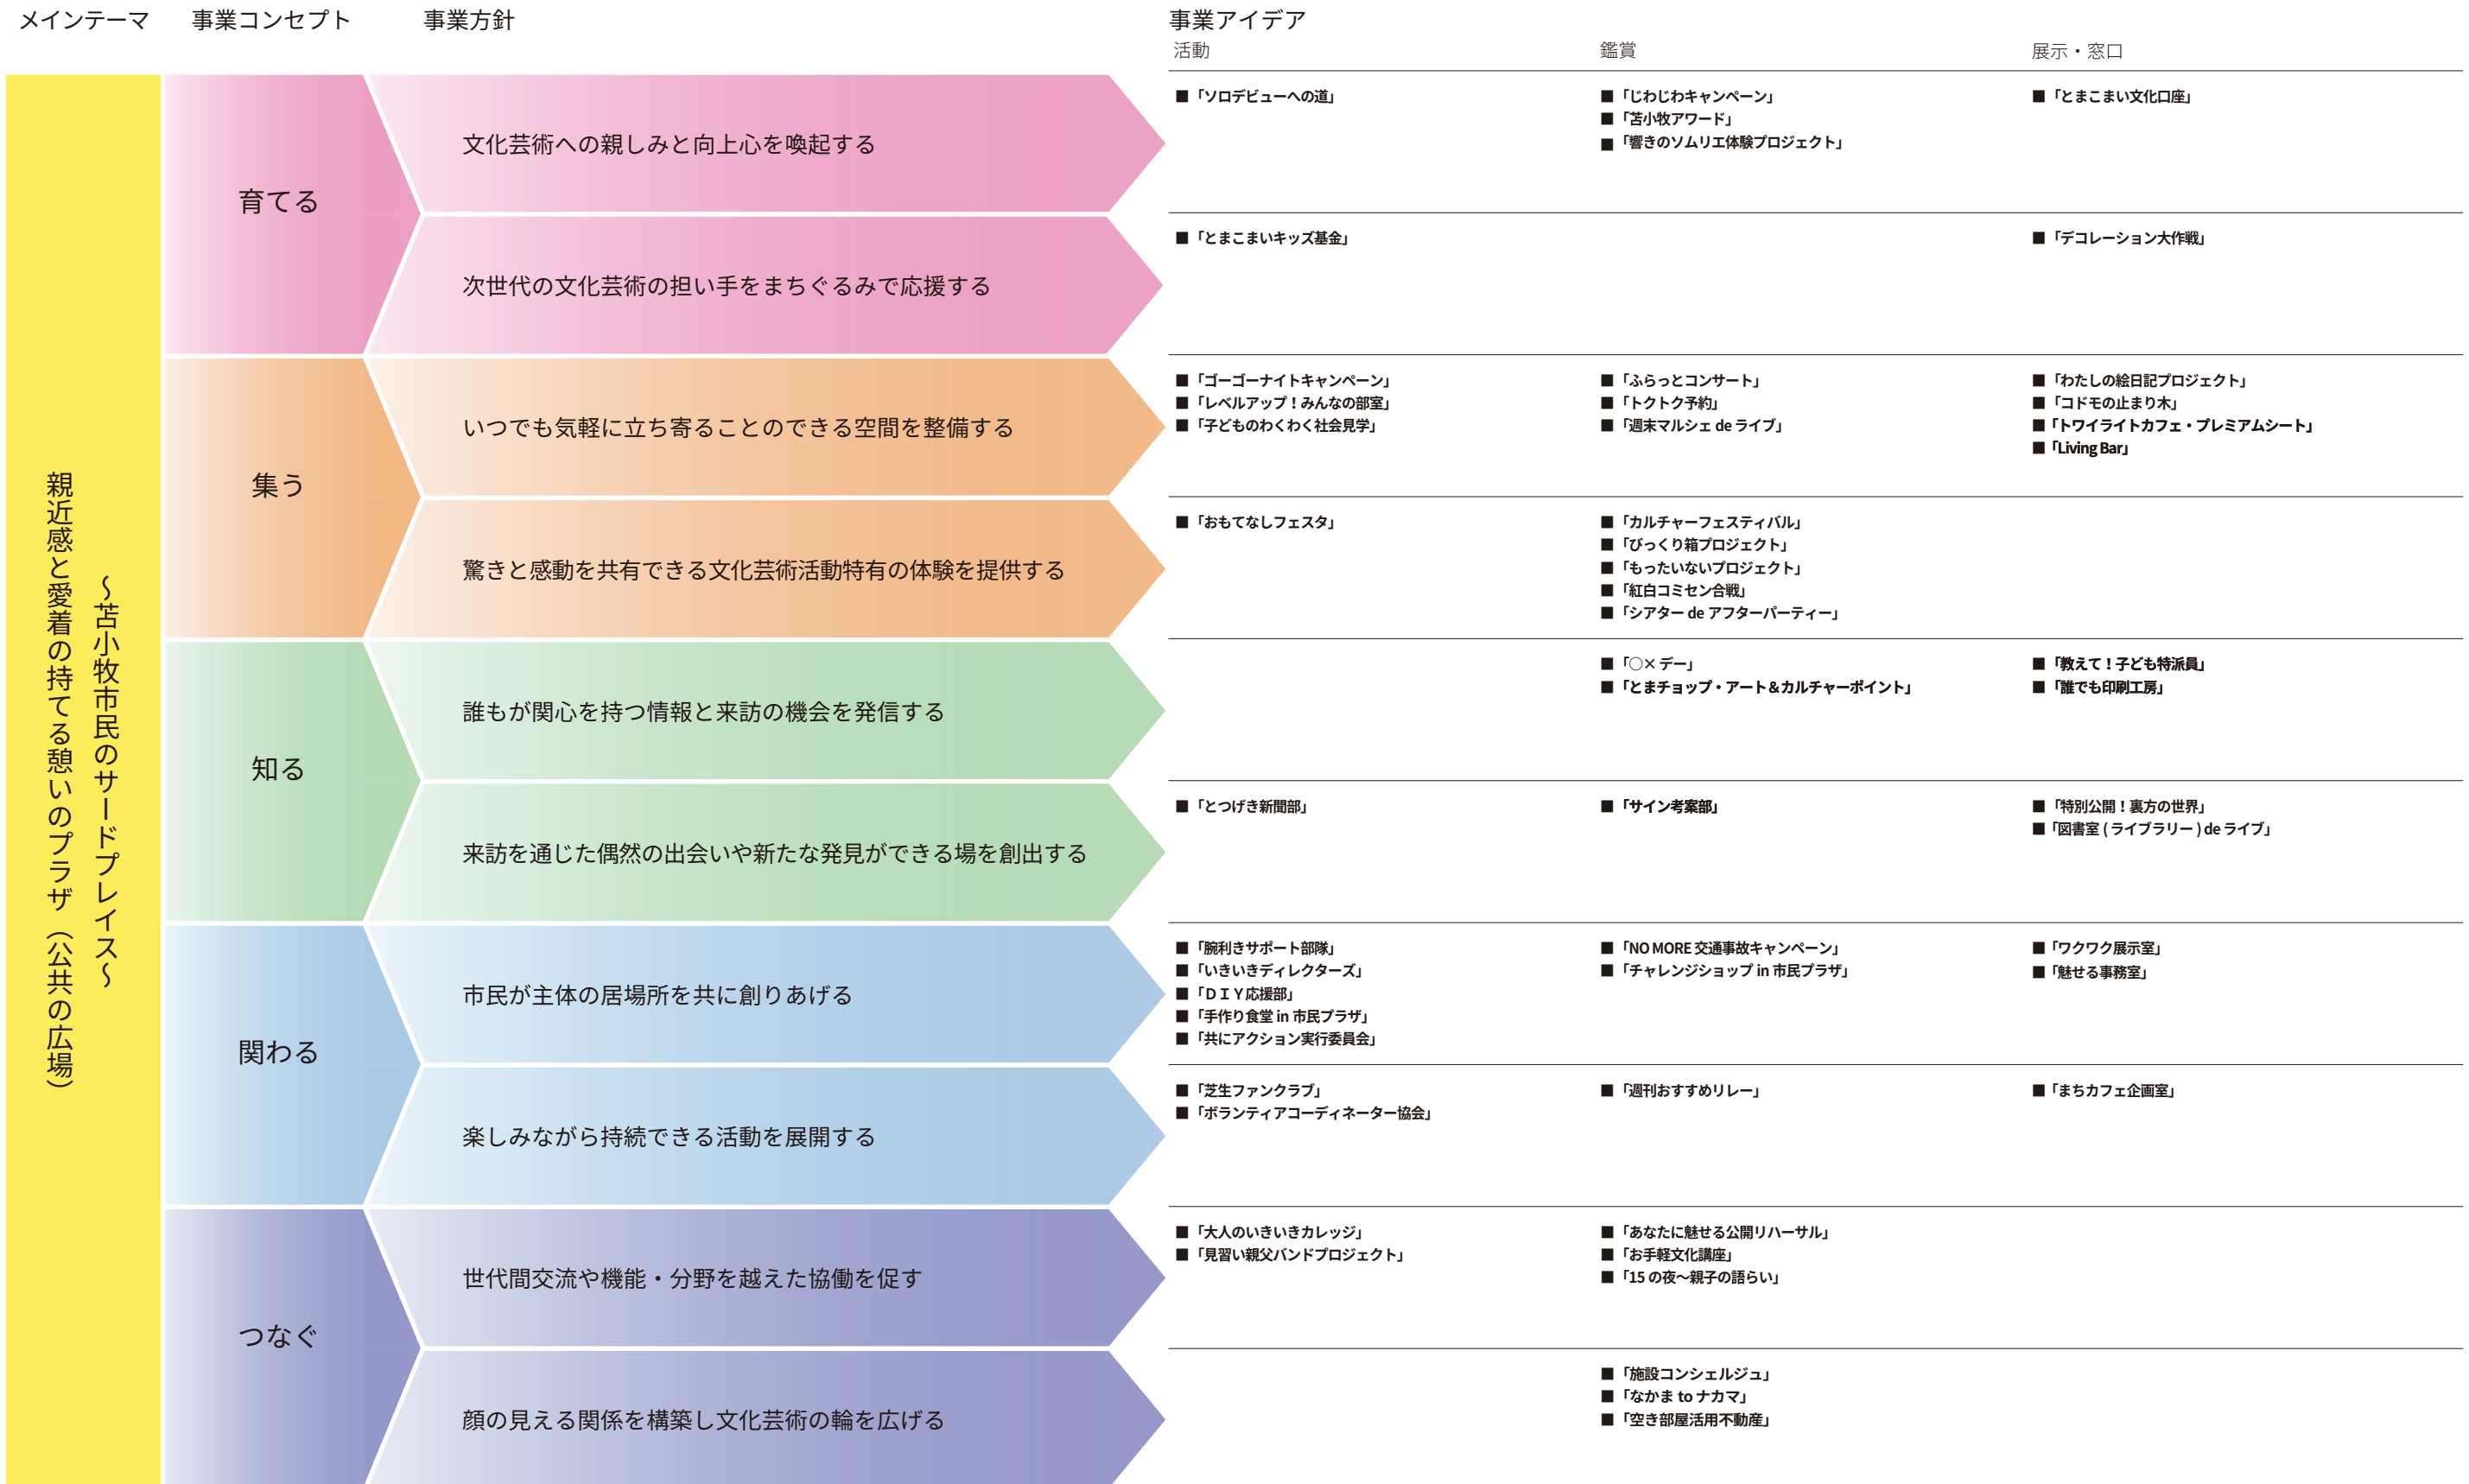 メインテーマ
事業コンセプト
事業方針
事業アイデア
活動
鑑賞
展示・窓口
親近感と愛着の持てる憩いのプラザ（公共の広場）
～苫小牧市民のサードプレイス～
育てる
文化芸術への親しみと向上心を喚起する
■「ソロデビューへの道」
■「じわじわキャンペーン」
■「苫小牧アワード」
■「響きのソムリエ体験プロジェクト」
■「とまこまい文化口座」
次世代の文化芸術の担い手をまちぐるみで応援する
■「とまこまいキッズ基金」
■「デコレーション大作戦」
集う
いつでも気軽に立ち寄ることのできる空間を整備する
■「ゴーゴーナイトキャンペーン」
■「レベルアップ！みんなの部室」
■「子どものわくわく社会見学」
■「ふらっとコンサート」
■「トクトク予約」
■「週末マルシェ de ライブ」
■「わたしの絵日記プロジェクト」
■「コドモの止まり木」
■「トワイライトカフェ・プレミアムシート」
■「Living Bar」
驚きと感動を共有できる文化芸術活動特有の体験を提供する
■「おもてなしフェスタ」
■「カルチャーフェスティバル」
■「びっくり箱プロジェクト」
■「もったいないプロジェクト」
■「紅白コミセン合戦」
■「シアター de アフターパーティー」
知る
誰もが関心を持つ情報と来訪の機会を発信する
■「○× デー」
■「とまチョップ・アート＆カルチャーポイント」
■「教えて！子ども特派員」
■「誰でも印刷工房」
来訪を通じた偶然の出会いや新たな発見ができる場を創出する
■「とつげき新聞部」
■「サイン考案部」
■「特別公開！裏方の世界」
■「図書室 ( ライブラリー ) de ライブ」
関わる
市民が主体の居場所を共に創りあげる
■「腕利きサポート部隊」
■「いきいきディレクターズ」
■「ＤＩＹ応援部」
■「手作り食堂 in 市民プラザ」
■「共にアクション実行委員会」
■「NO MORE 交通事故キャンペーン」
■「チャレンジショップ in 市民プラザ」
■「ワクワク展示室」
■「魅せる事務室」
楽しみながら持続できる活動を展開する
■「芝生ファンクラブ」
■「ボランティアコーディネーター協会」
■「週刊おすすめリレー」
■「まちカフェ企画室」
つなぐ
世代間交流や機能・分野を越えた協働を促す
■「大人のいきいきカレッジ」
■「見習い親父バンドプロジェクト」
■「あなたに魅せる公開リハーサル」
■「お手軽文化講座」
■「15 の夜～親子の語らい」
顔の見える関係を構築し文化芸術の輪を広げる
■「施設コンシェルジュ」
■「なかま to ナカマ」
■「空き部屋活用不動産」